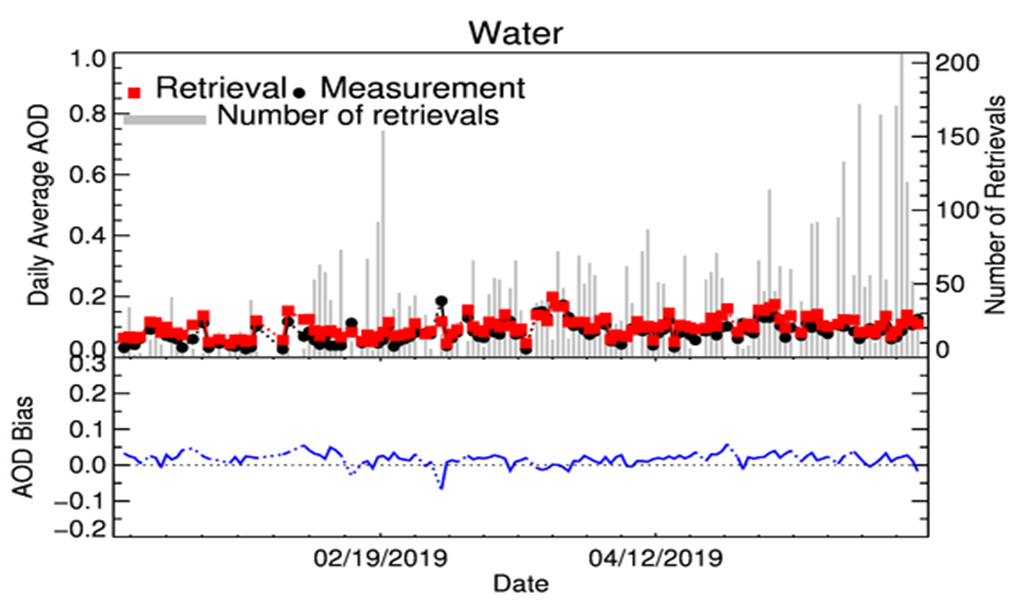 Water
Retrieval Measurement
Number of retrievals
Daily Average AOD
1.0
0.8
0.6
0.4
0.2
0.0
Number of Retrievals
200
150
100
50
0
AOD Bias
0.3
0.2
0.1
0.0
−0.1
−0.2
02/19/2019 04/12/2019
Date